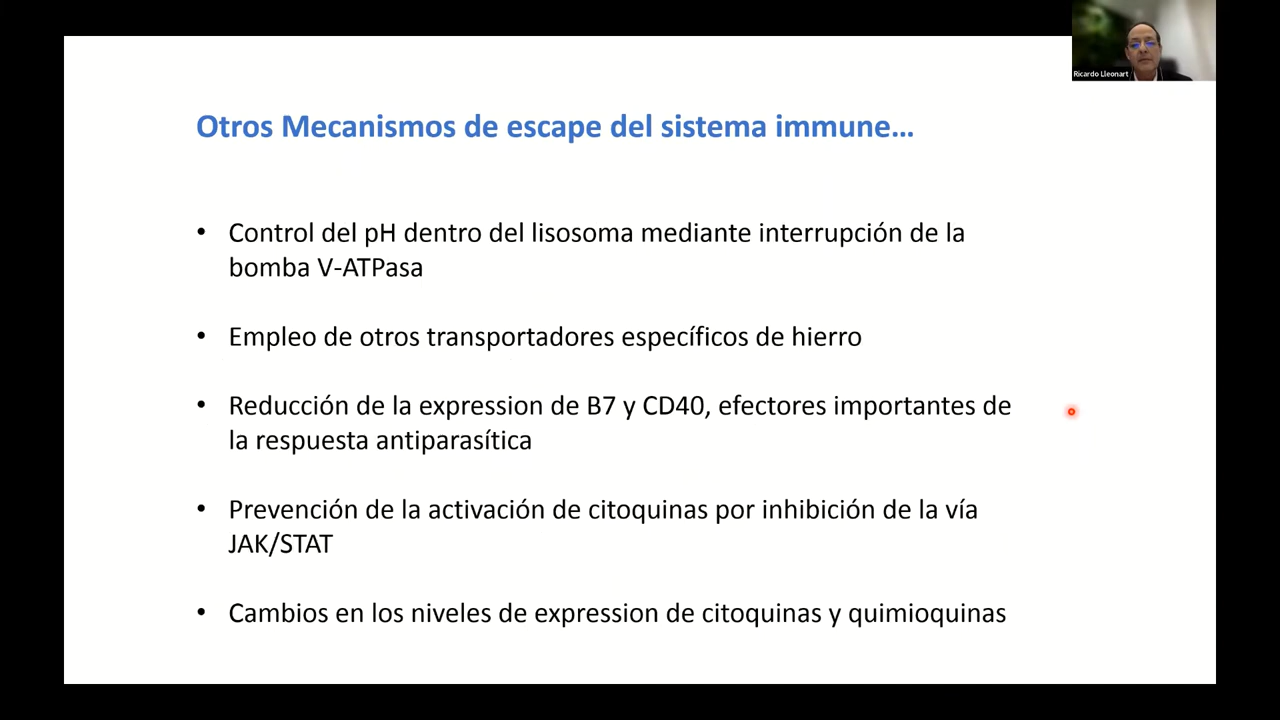 Ricardo Lleonart
Otros Mecanismos de escape del sistema immune...
• Control del pH dentro del lisosoma mediante interrupción de la
bomba V-ATPasa
• Empleo de otros transportadores específicos de hierro
• Reducción de la expression de B7 y CD40, efectores importantes de
la respuesta antiparasítica
• Prevención de la activación de citoquinas por inhibición de la vía
JAK/STAT
• Cambios en los niveles de expression de citoquinas y quimioquinas